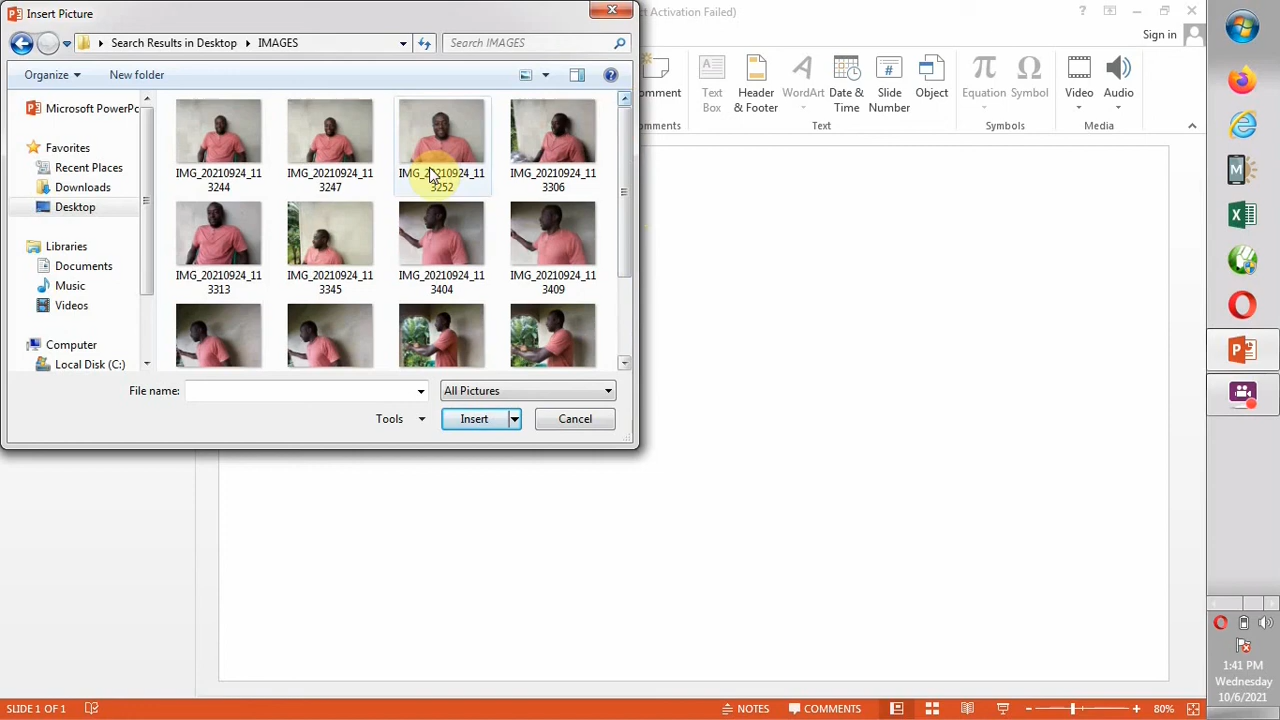 Insert Picture
ct Activation Failed)
?
Sign in
Search Results in Desktop
IMAGES
Search IMAGES
Organize
New folder
omment
Text
Box
Header
& Footer
WordArt
Date &
Time
Slide
Number
Object
Equation
Symbol
Video
Audio
omments
Text
Symbols
Media
Microsoft PowerPo
Favorites
Recent Places
Downloads
Desktop
Libraries
Documents
Music
Videos
Computer
Local Disk (C:)
IMG_20210924_11
3244
IMG_20210924_11
3247
IMG_20210924_11
3252
IMG_20210924_11
3306
IMG_20210924_11
3313
IMG_20210924_11
3345
IMG_20210924_11
3404
IMG_20210924_11
3409
File name:
All Pictures
Tools
Insert
Cancel
1:41 PM
Wednesday
10/6/2021
SLIDE 1 OF 1
NOTES
COMMENTS
80%